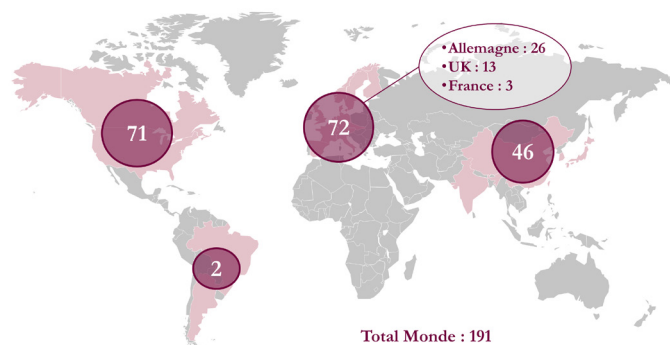 • Allemagne : 26
• UK : 13
• France : 3
71
72
46
2
Total Monde : 191